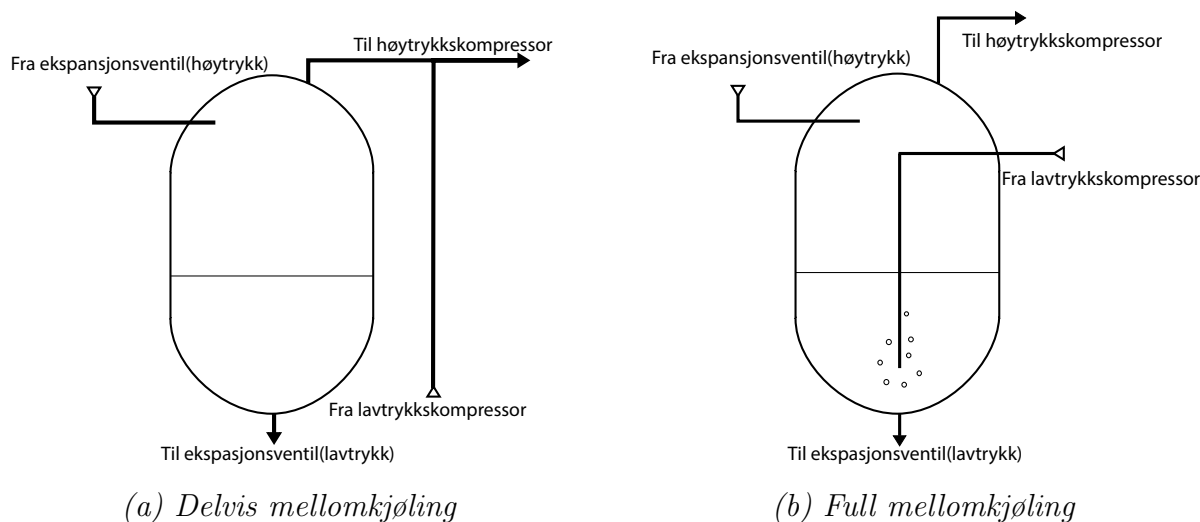 Til høytrykkskompressor
Fra ekspansjonsventil(høytrykk)
Fra lavtrykkskompressor
Til ekspasjonsventil(lavtrykk)
(a) Delvis mellomkjøling
Til høytrykkskompressor
Fra ekspansjonsventil(høytrykk)
Fra lavtrykkskompressor
Til ekspasjonsventil(lavtrykk)
(b) Full mellomkjøling